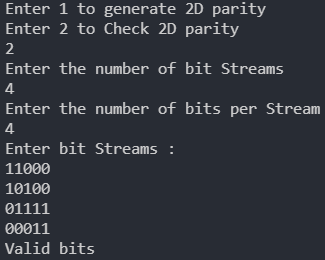 Enter 1 to generate 2D parity
Enter 2 to Check 2D parity
2
Enter the number of bit Streams
4
Enter the number of bits per Stream
4
Enter bit Streams :
11000
10100
01111
00011
Valid bits